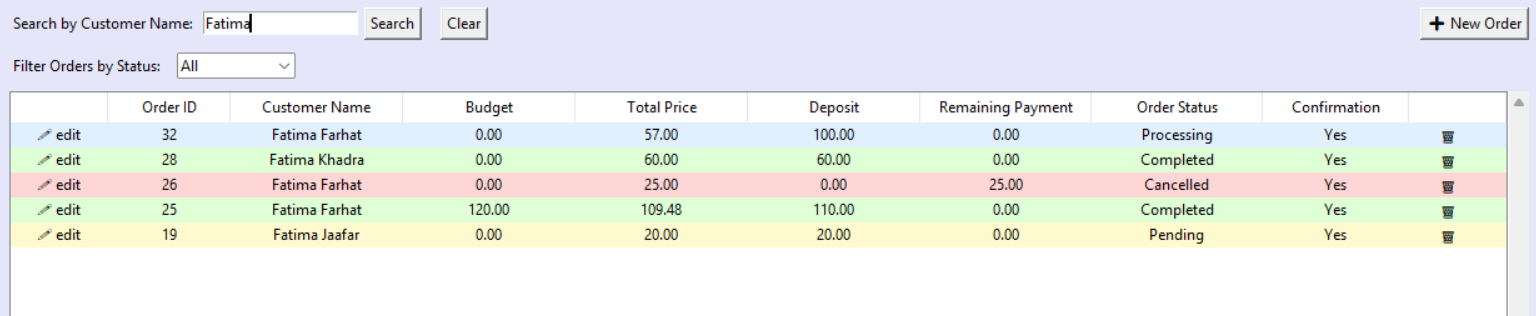 Search by Customer Name: Fatima Search Clear + New Order
Filter Orders by Status: All
Order ID Customer Name Budget Total Price Deposit Remaining Payment Order Status Confirmation
edit 32 Fatima Farhat 0.00 57.00 100.00 0.00 Processing Yes
edit 28 Fatima Khadra 0.00 60.00 60.00 0.00 Completed Yes
edit 26 Fatima Farhat 0.00 25.00 0.00 25.00 Cancelled Yes
edit 25 Fatima Farhat 120.00 109.48 110.00 0.00 Completed Yes
edit 19 Fatima Jaafar 0.00 20.00 20.00 0.00 Pending Yes